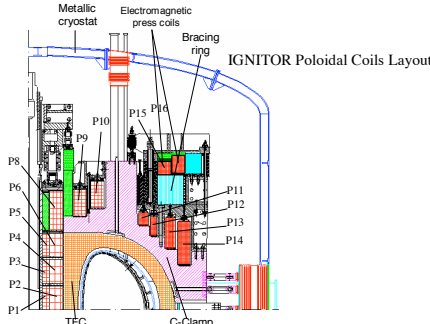 Metallic
cryostat
Electromagnetic
press coils
Bracing
ring
IGNITOR Poloidal Coils Layout
P16
P15
P10
P9
P8
P6
P5
P4
P3
P2
P1
P11
P12
P13
P14
TFC
C-Clamp